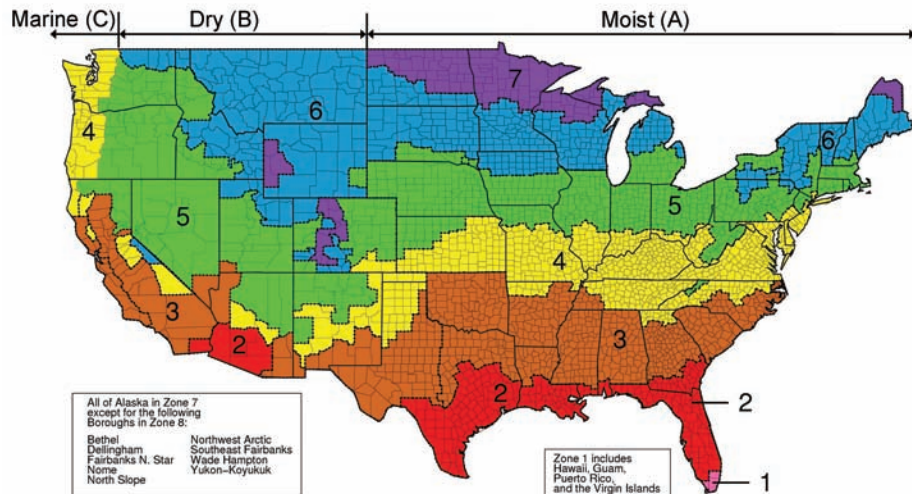 Marine (C) Dry (B) Moist (A)
7
6
4
6
5
5
4
3
3
2
2
2
1
All of Alaska in Zone 7
except for the following
Boroughs in Zone 8:
Bethel Northwest Arctic
Dellingham Southeast Fairbanks
Fairbanks N. Star Wade Hampton
Nome Yukon-Koyukuk
North Slope
Zone 1 includes
Hawaii, Guam,
Puerto Rico,
and the Virgin Islands